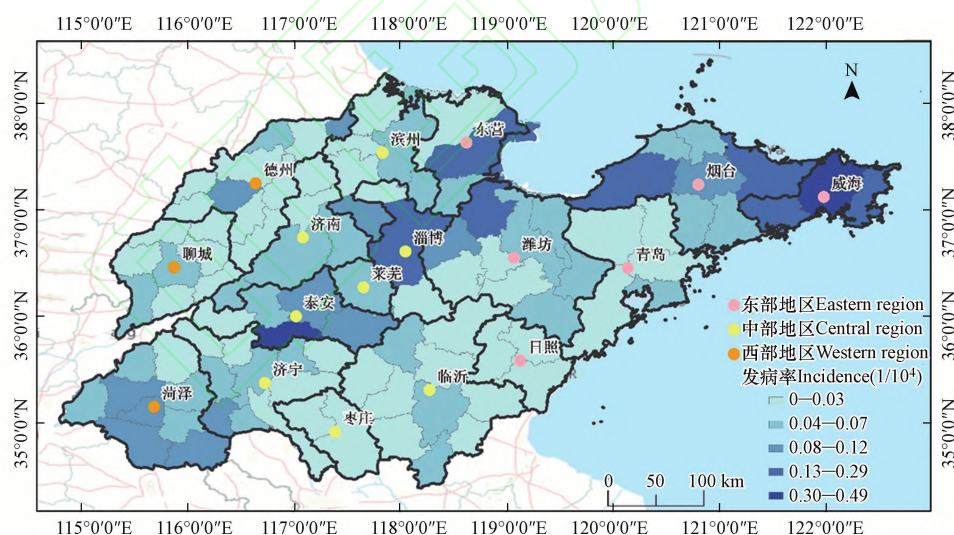 115°0′0″E 116°0′0″E 117°0′0″E 118°0′0″E 119°0′0″E 120°0′0″E 121°0′0″E 122°0′0″E
38°0′0″N
37°0′0″N
36°0′0″N
35°0′0″N
38°0′0″N
37°0′0″N
36°0′0″N
35°0′0″N
N
东营
滨州
德州
烟台
威海
济南
淄博
潍坊
聊城
莱芜
青岛
泰安
日照
济宁
临沂
菏泽
枣庄
东部地区Eastern region
中部地区Central region
西部地区Western region
发病率Incidence(1/10⁴)
0—0.03
0.04—0.07
0.08—0.12
0.13—0.29
0.30—0.49
0 50 100 km
115°0′0″E 116°0′0″E 117°0′0″E 118°0′0″E 119°0′0″E 120°0′0″E 121°0′0″E 122°0′0″E